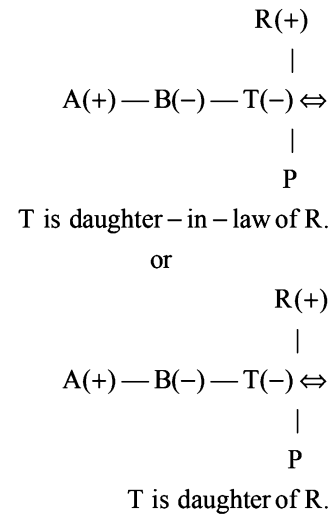 R(+)
|
A(+) — B(−) — T(−) ⇔
|
P
T is daughter – in – law of R.
or
R(+)
|
A(+) — B(−) — T(−) ⇔
|
P
T is daughter of R.